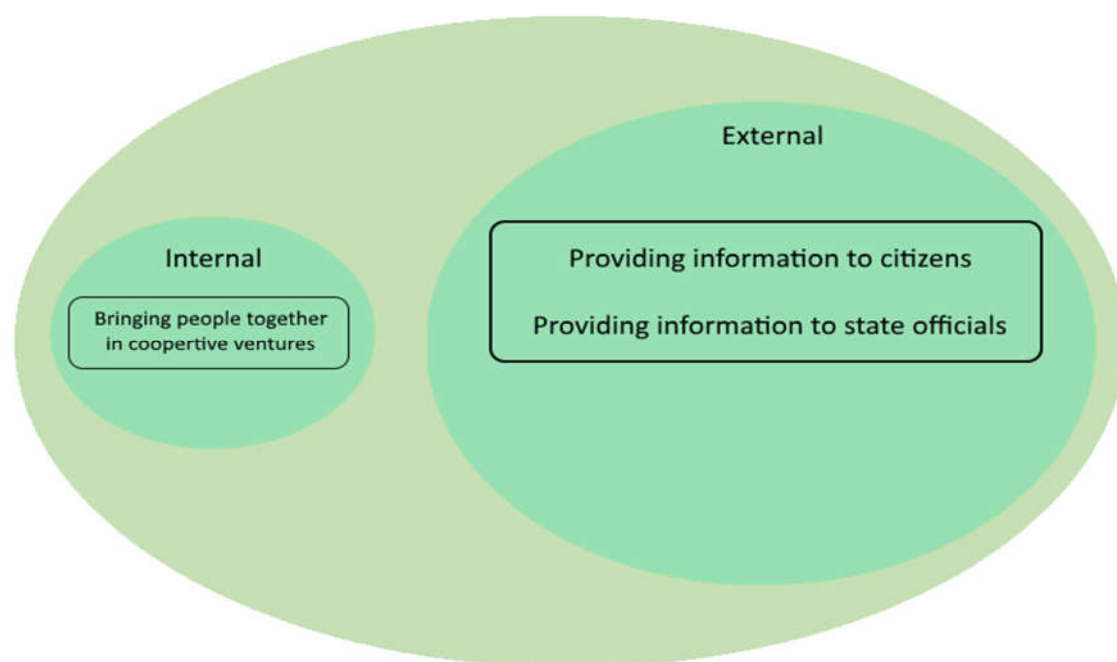 External
Providing information to citizens
Providing information to state officials
Internal
Bringing people together
in coopertive ventures